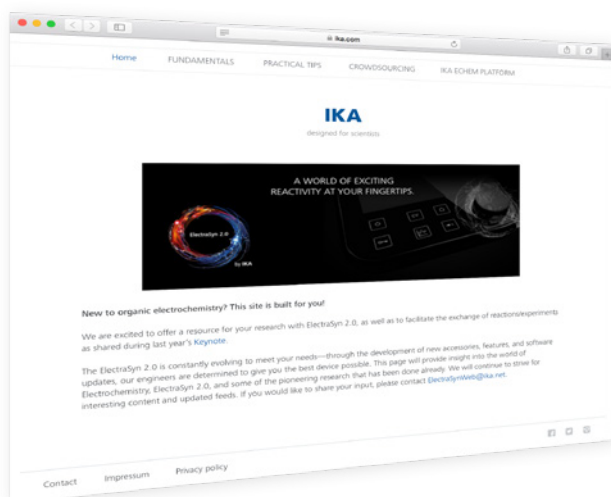 ika.com
Home FUNDAMENTALS PRACTICAL TIPS CROWDSOURCING IKA ECHEM PLATFORM
IKA
designed for scientists
A WORLD OF EXCITING
REACTIVITY AT YOUR FINGERTIPS.
ElectraSyn 2.0
by IKA
New to organic electrochemistry? This site is built for you!
We are excited to offer a resource for your research with ElectraSyn 2.0, as well as to facilitate the exchange of reactions/experiments
as shared during last year's Keynote.
The ElectraSyn 2.0 is constantly evolving to meet your needs—through the development of new accessories, features, and software
updates, our engineers are determined to give you the best device possible. This page will provide insight into the world of
Electrochemistry, ElectraSyn 2.0, and some of the pioneering research that has been done already. We will continue to strive for
interesting content and updated feeds. If you would like to share your input, please contact ElectraSynWeb@ika.net.
Contact Impressum Privacy policy